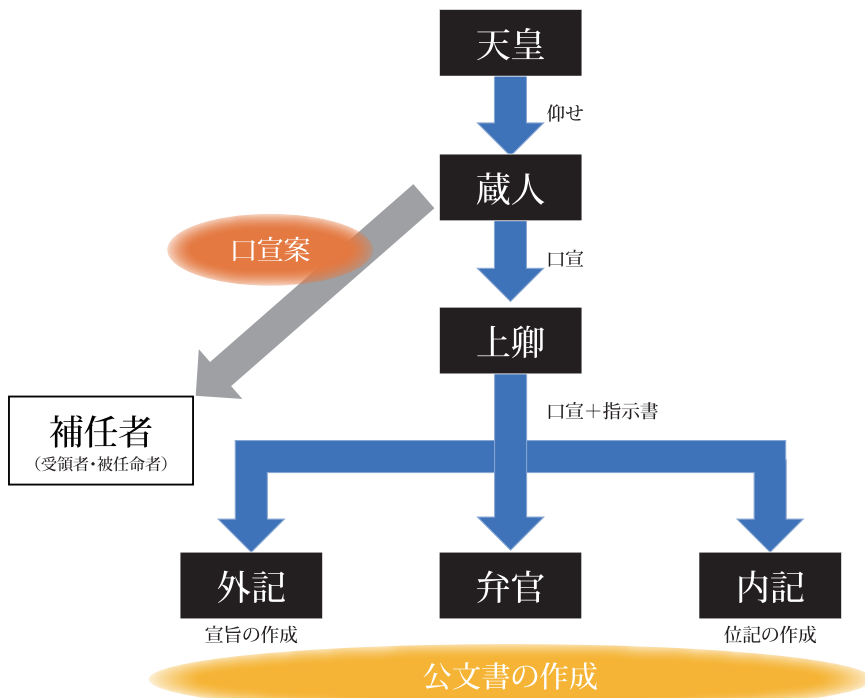 天皇
仰せ
蔵人
口宣案
口宣
上卿
口宣＋指示書
補任者
（受領者・被任命者）
外記
弁官
内記
宣旨の作成
位記の作成
公文書の作成